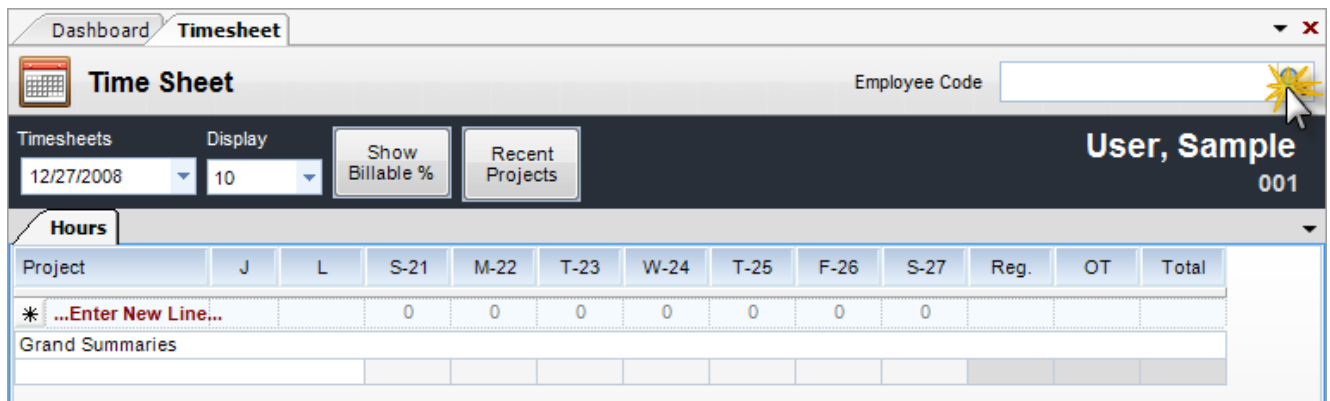 Dashboard Timesheet
Time Sheet Employee Code
Timesheets Display Show Billable % Recent Projects User, Sample
12/27/2008 10 001
Hours
Project J L S-21 M-22 T-23 W-24 T-25 F-26 S-27 Reg. OT Total
...Enter New Line... 0 0 0 0 0 0 0
Grand Summaries